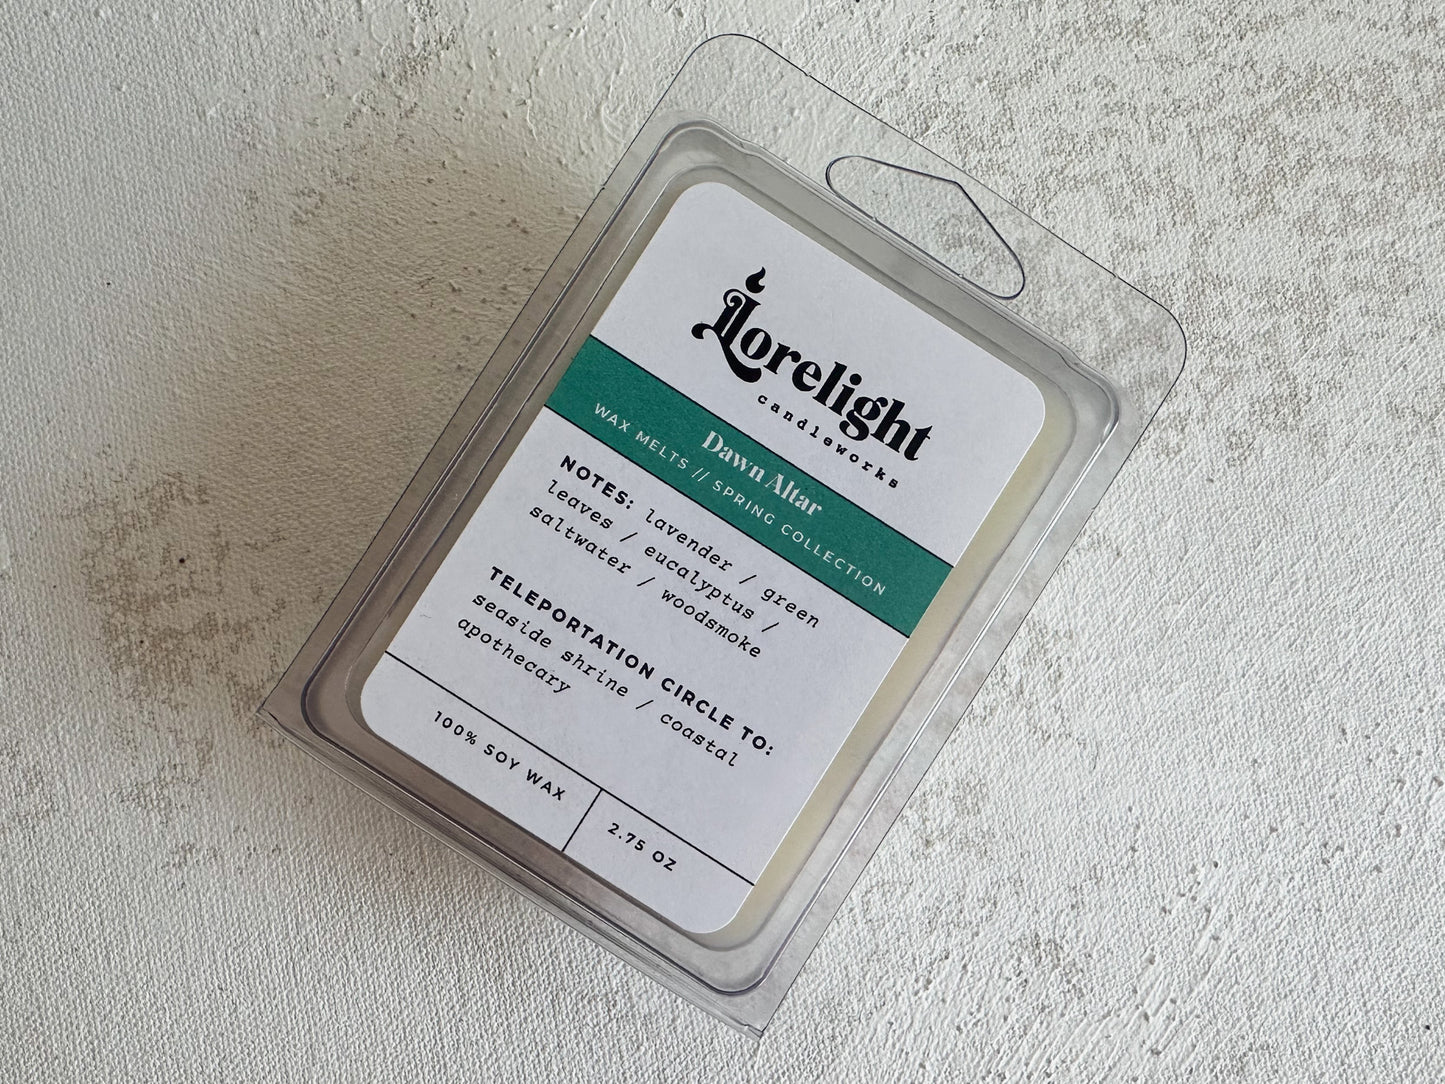 Lorelight
candleworks
Dawn Altar
WAX MELTS // SPRING COLLECTION
NOTES: lavender / green
leaves / eucalyptus /
saltwater / woodsmoke
TELEPORTATION CIRCLE TO:
seaside shrine / coastal
apothecary
100% SOY WAX
2.75 OZ